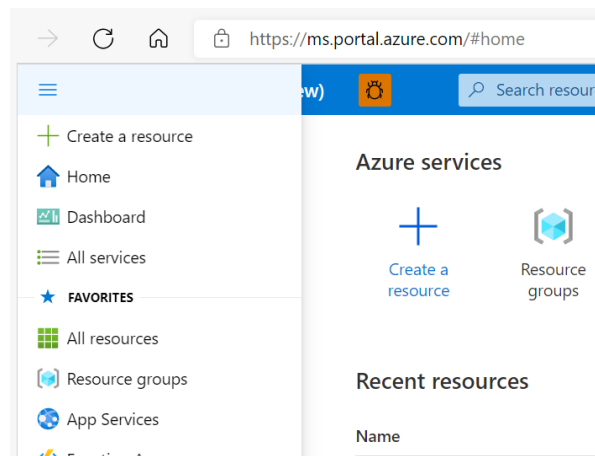 https://ms.portal.azure.com/#home
w)
Search resour
Create a resource
Home
Dashboard
All services
FAVORITES
All resources
Resource groups
App Services
Azure services
Create a
resource
Resource
groups
Recent resources
Name